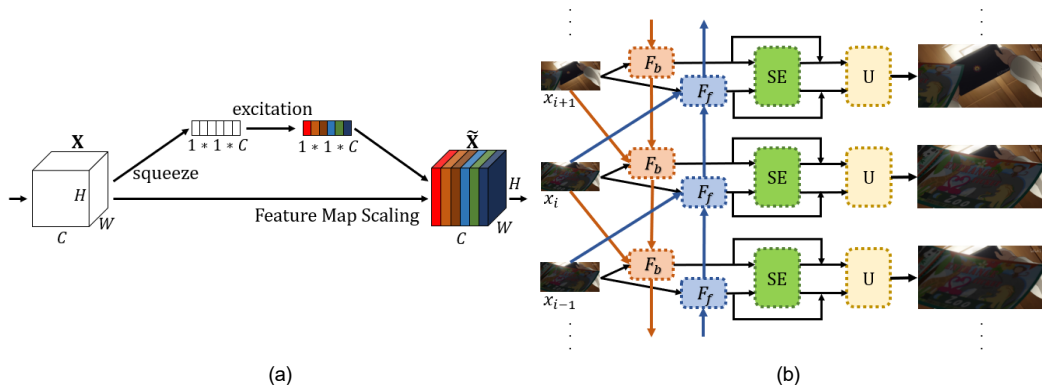 X
H
W
C
squeeze
1 * 1 * C
excitation
1 * 1 * C
Feature Map Scaling
X̃
H
W
C
(a)
x_{i+1}
F_b
F_f
SE
U
x_i
F_b
F_f
SE
U
x_{i−1}
F_b
F_f
SE
U
(b)